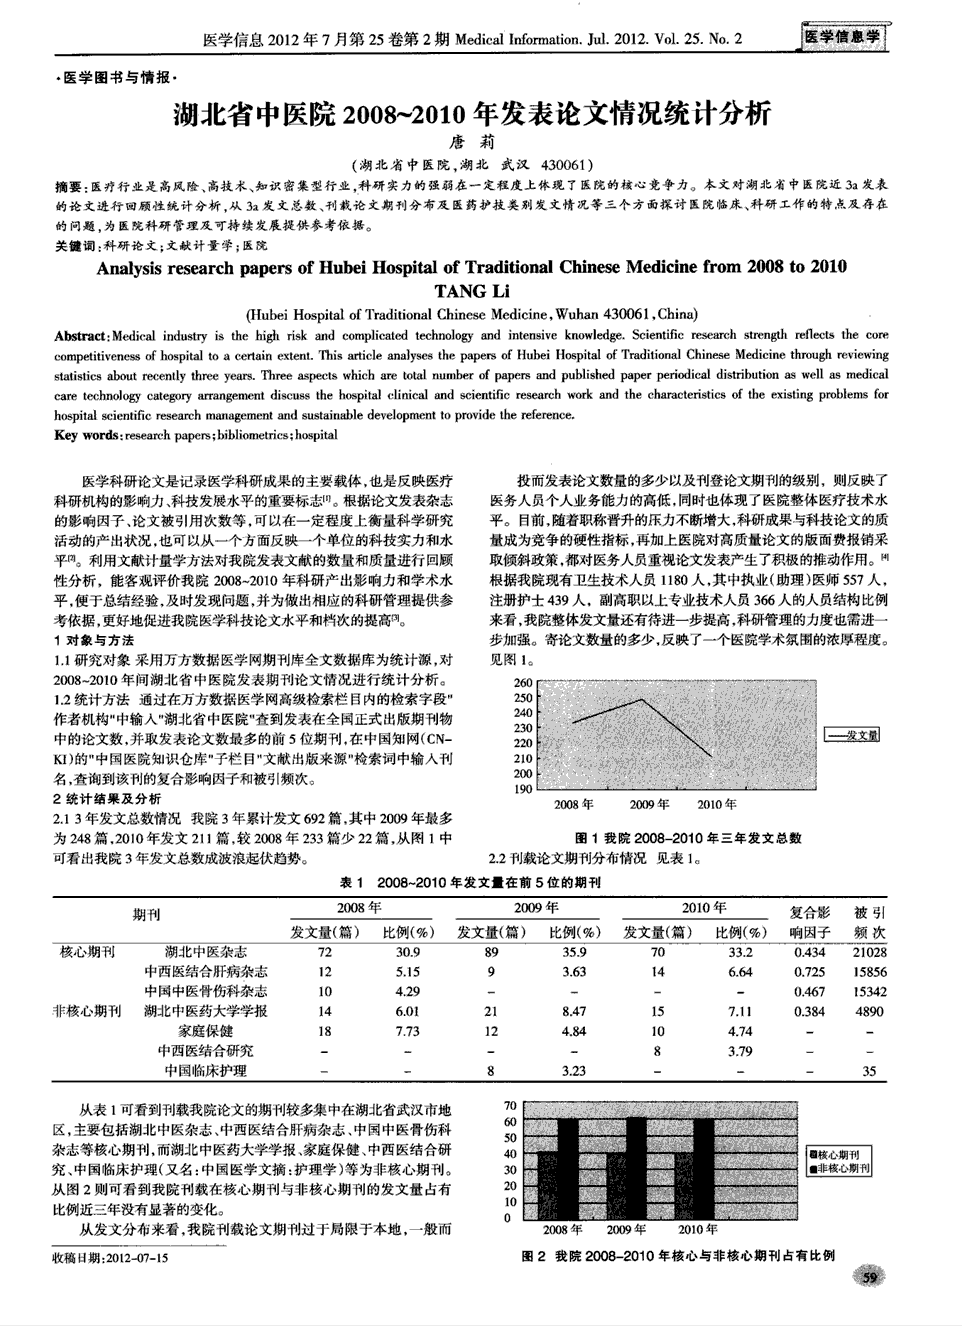 医学信息 2012 年 7 月第 25 卷第 2 期 Medical Information. Jul. 2012. Vol. 25. No. 2
医学信息学
·医学图书与情报·
湖北省中医院 2008~2010 年发表论文情况统计分析
唐 莉
(湖北省中医院,湖北 武汉 430061)
摘要:医疗行业是高风险、高技术、知识密集型行业,科研实力的强弱在一定程度上体现了医院的核心竞争力。本文对湖北省中医院近 3a 发表
的论文进行回顾性统计分析,从 3a 发文总数、刊载论文期刊分布及医药护技类别发文情况等三个方面探讨医院临床、科研工作的特点及存在
的问题,为医院科研管理及可持续发展提供参考依据。
关键词:科研论文;文献计量学;医院
Analysis research papers of Hubei Hospital of Traditional Chinese Medicine from 2008 to 2010
TANG Li
(Hubei Hospital of Traditional Chinese Medicine,Wuhan 430061,China)
Abstract:Medical industry is the high risk and complicated technology and intensive knowledge. Scientific research strength reflects the core
competitiveness of hospital to a certain extent. This article analyses the papers of Hubei Hospital of Traditional Chinese Medicine through reviewing
statistics about recently three years. Three aspects which are total number of papers and published paper periodical distribution as well as medical
care technology category arrangement discuss the hospital clinical and scientific research work and the characteristics of the existing problems for
hospital scientific research management and sustainable development to provide the reference.
Key words:research papers;bibliometrics;hospital
医学科研论文是记录医学科研成果的主要载体,也是反映医疗
科研机构的影响力、科技发展水平的重要标志[1]。根据论文发表杂志
的影响因子、论文被引用次数等,可以在一定程度上衡量科学研究
活动的产出状况,也可以从一个方面反映一个单位的科技实力和水
平[2]。利用文献计量学方法对我院发表文献的数量和质量进行回顾
性分析，能客观评价我院 2008~2010 年科研产出影响力和学术水
平,便于总结经验,及时发现问题,并为做出相应的科研管理提供参
考依据,更好地促进我院医学科技论文水平和档次的提高[3]。
1 对象与方法
1.1 研究对象 采用万方数据医学网期刊库全文数据库为统计源,对
2008~2010 年间湖北省中医院发表期刊论文情况进行统计分析。
1.2 统计方法 通过在万方数据医学网高级检索栏目内的检索字段"
作者机构"中输入"湖北省中医院"查到发表在全国正式出版期刊物
中的论文数,并取发表论文数最多的前 5 位期刊,在中国知网(CN-
KI)的"中国医院知识仓库"子栏目"文献出版来源"检索词中输入刊
名,查询到该刊的复合影响因子和被引频次。
2 统计结果及分析
2.1 3 年发文总数情况 我院 3 年累计发文 692 篇,其中 2009 年最多
为 248 篇,2010 年发文 211 篇,较 2008 年 233 篇少 22 篇,从图 1 中
可看出我院 3 年发文总数成波浪起伏趋势。
投而发表论文数量的多少以及刊登论文期刊的级别，则反映了
医务人员个人业务能力的高低,同时也体现了医院整体医疗技术水
平。目前,随着职称晋升的压力不断增大,科研成果与科技论文的质
量成为竞争的硬性指标,再加上医院对高质量论文的版面费报销采
取倾斜政策,都对医务人员重视论文发表产生了积极的推动作用。[4]
根据我院现有卫生技术人员 1180 人,其中执业(助理)医师 557 人,
注册护士 439 人，副高职以上专业技术人员 366 人的人员结构比例
来看,我院整体发文量还有待进一步提高,科研管理的力度也需进一
步加强。寄论文数量的多少,反映了一个医院学术氛围的浓厚程度。
见图 1。
260
250
240
230
220
210
200
190
2008 年 2009 年 2010 年
发文量
图 1 我院 2008-2010 年三年发文总数
2.2 刊载论文期刊分布情况 见表 1。
表 1 2008~2010 年发文量在前 5 位的期刊
期刊 2008 年 2009 年 2010 年 复合影 被 引
发文量(篇) 比例(%) 发文量(篇) 比例(%) 发文量(篇) 比例(%) 响因子 频 次
核心期刊 湖北中医杂志 72 30.9 89 35.9 70 33.2 0.434 21028
中西医结合肝病杂志 12 5.15 9 3.63 14 6.64 0.725 15856
中国中医骨伤科杂志 10 4.29 - - - - 0.467 15342
非核心期刊 湖北中医药大学学报 14 6.01 21 8.47 15 7.11 0.384 4890
家庭保健 18 7.73 12 4.84 10 4.74 - -
中西医结合研究 - - - - 8 3.79 - -
中国临床护理 - - 8 3.23 - - - 35
从表 1 可看到刊载我院论文的期刊较多集中在湖北省武汉市地
区,主要包括湖北中医杂志、中西医结合肝病杂志、中国中医骨伤科
杂志等核心期刊,而湖北中医药大学学报、家庭保健、中西医结合研
究、中国临床护理(又名:中国医学文摘:护理学)等为非核心期刊。
从图 2 则可看到我院刊载在核心期刊与非核心期刊的发文量占有
比例近三年没有显著的变化。
从发文分布来看,我院刊载论文期刊过于局限于本地,一般而
70
60
50
40
30
20
10
0
2008 年 2009 年 2010 年
核心期刊
非核心期刊
图 2 我院 2008-2010 年核心与非核心期刊占有比例
收稿日期:2012-07-15
59